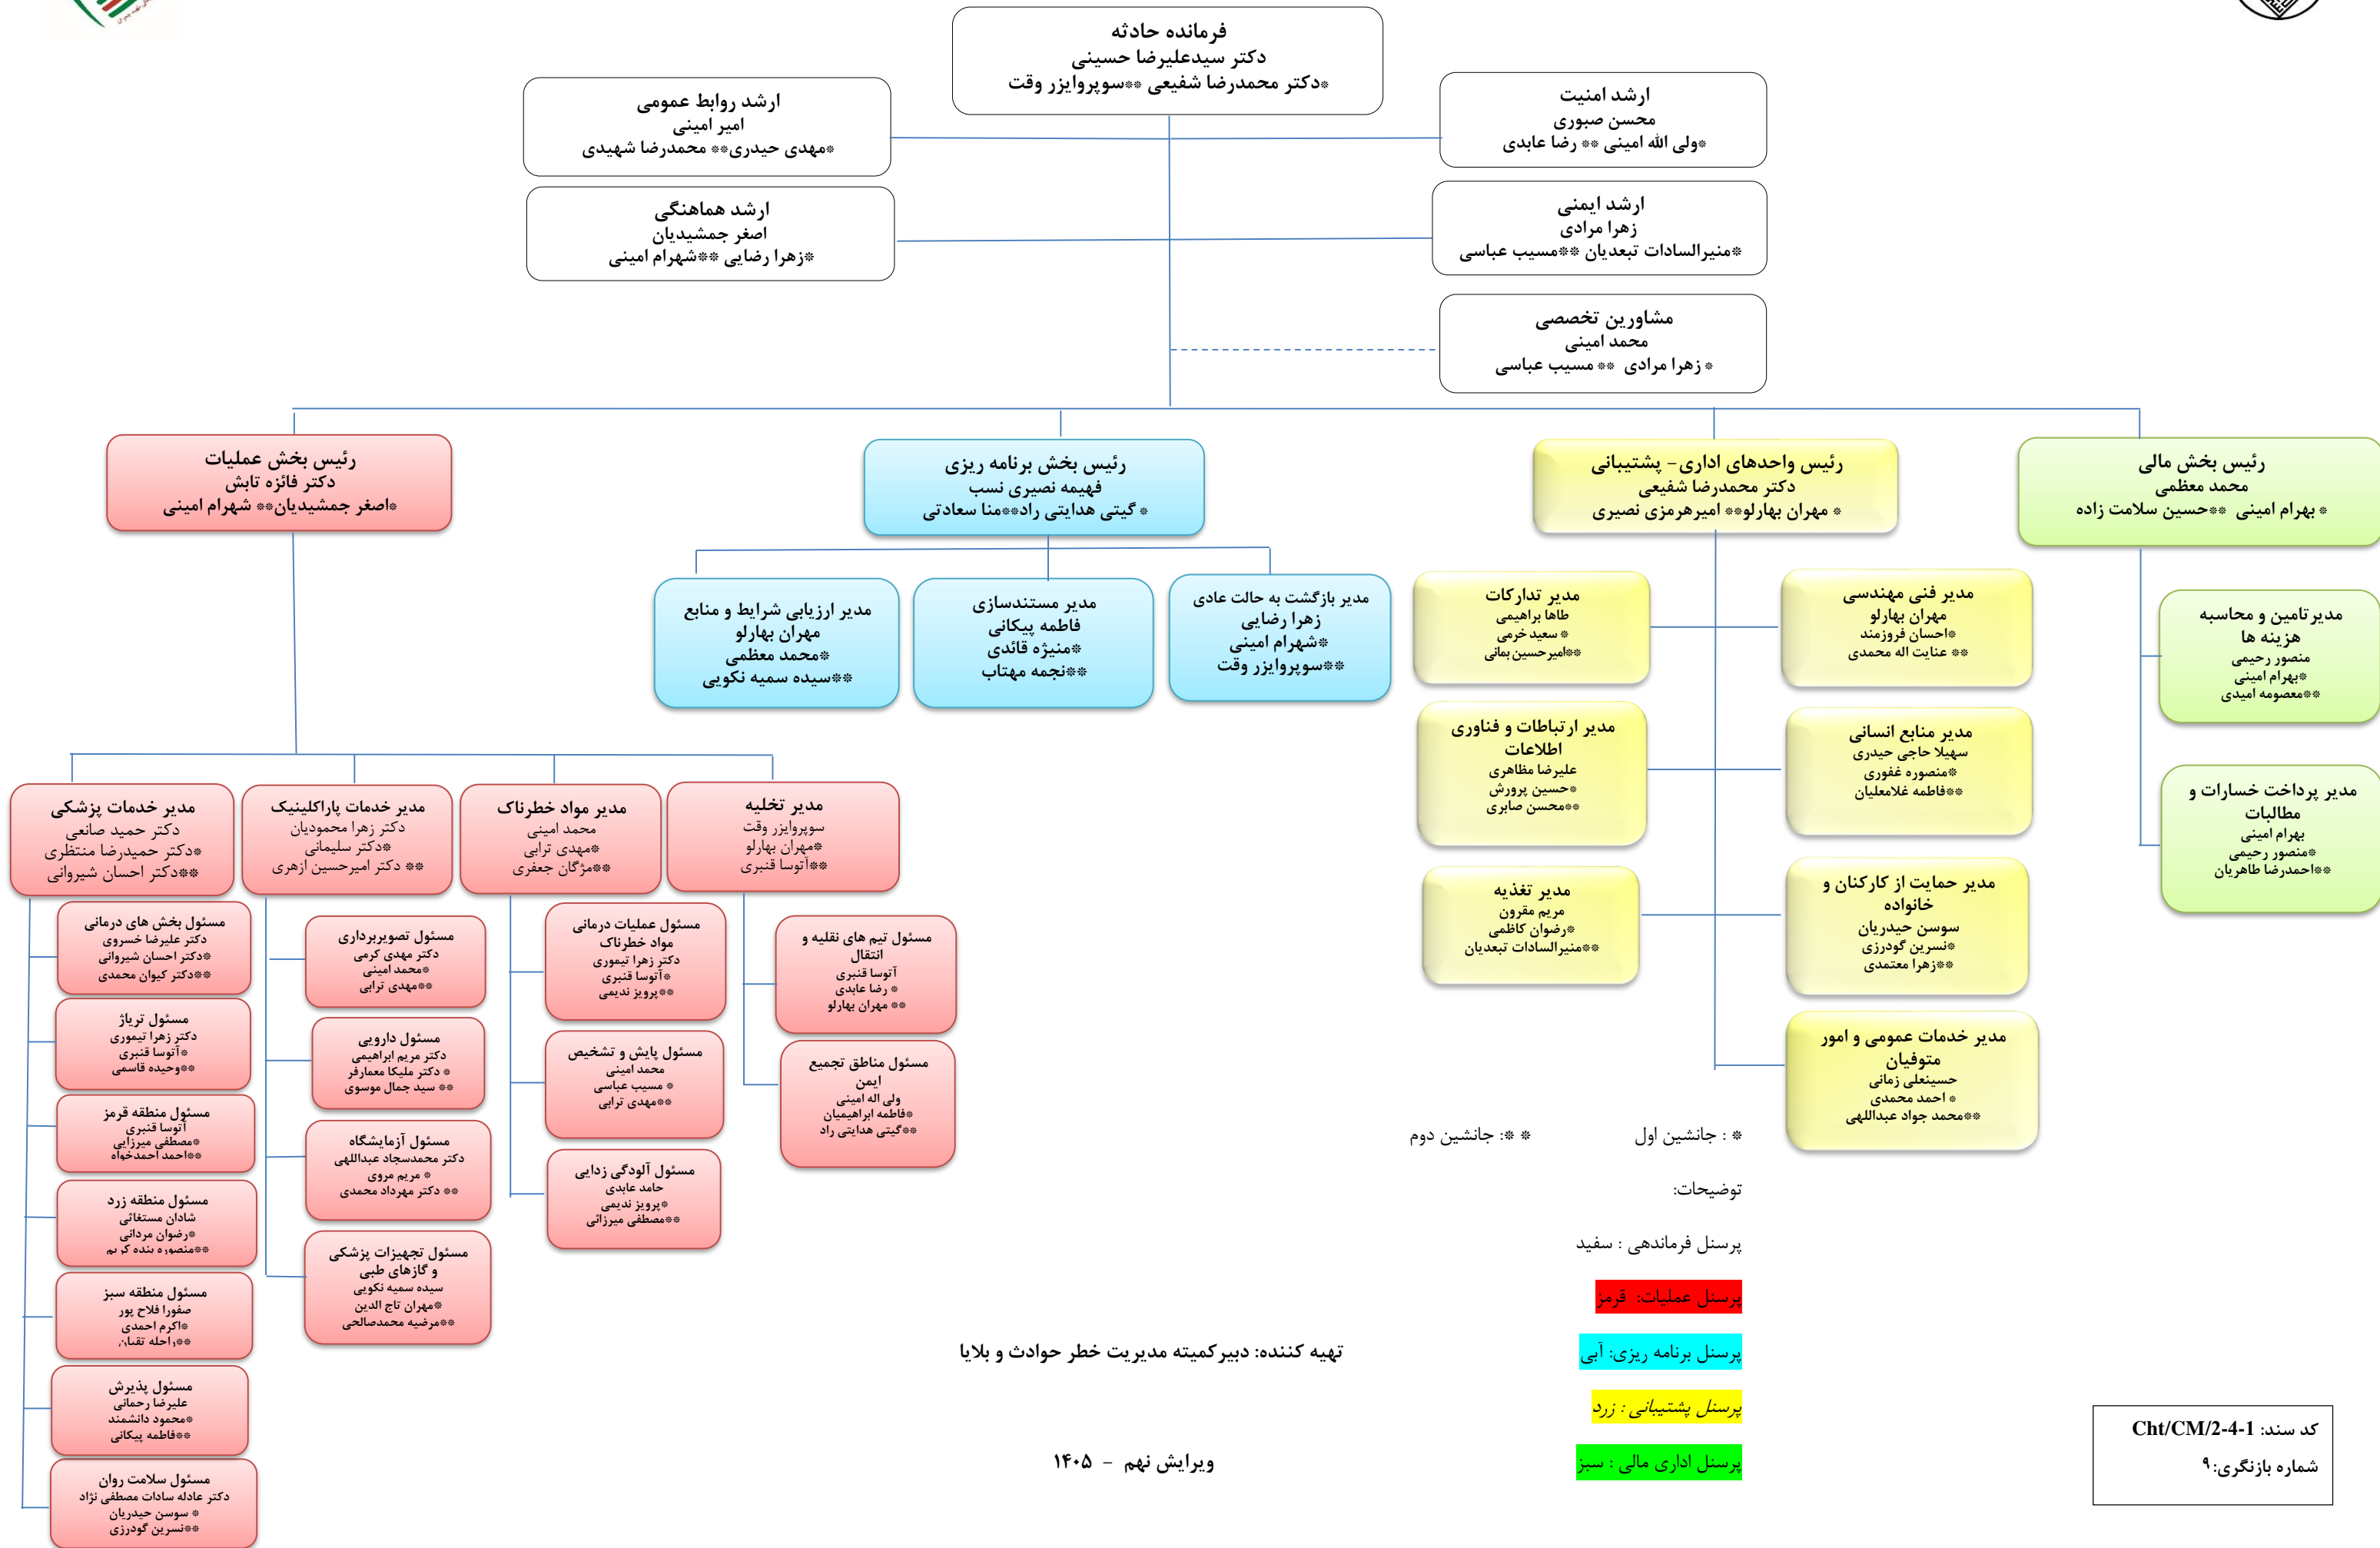 فرمانده حادثه
دکتر سیدعلیرضا حسینی
*دکتر محمدرضا شفیعی **سوپروایزر وقت
ارشد امنیت
محسن صبوری
*ولی الله امینی ** رضا عابدی
ارشد روابط عمومی
امیر امینی
*مهدی حیدری** محمدرضا شهیدی
ارشد ایمنی
زهرا مرادی
*منیرالسادات تبعدیان **مسیب عباسی
ارشد هماهنگی
اصغر جمشیدیان
*زهرا رضایی **شهرام امینی
مشاورین تخصصی
محمد امینی
* زهرا مرادی ** مسیب عباسی
رئیس بخش مالی
محمد معظمی
* بهرام امینی **حسین سلامت زاده
رئیس واحدهای اداری- پشتیبانی
دکتر محمدرضا شفیعی
* مهران بهارلو** امیرهرمزی نصیری
رئیس بخش برنامه ریزی
فهیمه نصیری نسب
* گیتی هدایتی راد**منا سعادتی
رئیس بخش عملیات
دکتر فائزه تابش
*اصغر جمشیدیان** شهرام امینی
مدیرتامین و محاسبه
هزینه ها
منصور رحیمی
*بهرام امینی
**معصومه امیدی
مدیر پرداخت خسارات و
مطالبات
بهرام امینی
*منصور رحیمی
**احمدرضا طاهریان
مدیر فنی مهندسی
مهران بهارلو
*احسان فروزمند
** عنایت اله محمدی
مدیر تدارکات
طاها براهیمی
* سعید خرمی
**امیرحسین یمانی
مدیر منابع انسانی
سهیلا حاجی حیدری
*منصوره غفوری
**فاطمه غلامعلیان
مدیر ارتباطات و فناوری
اطلاعات
علیرضا مظاهری
*حسین پرورش
**محسن صابری
مدیر حمایت از کارکنان و
خانواده
سوسن حیدریان
*نسرین گودرزی
**زهرا معتمدی
مدیر تغذیه
مریم مقرون
*رضوان کاظمی
**منیرالسادات تبعدیان
مدیر خدمات عمومی و امور
متوفیان
حسینعلی زمانی
* احمد محمدی
**محمد جواد عبداللهی
مدیر بازگشت به حالت عادی
زهرا رضایی
*شهرام امینی
**سوپروایزر وقت
مدیر مستندسازی
فاطمه پیکانی
*منیژه قائدی
**نجمه مهتاب
مدیر ارزیابی شرایط و منابع
مهران بهارلو
*محمد معظمی
**سیده سمیه نکویی
مدیر تخلیه
سوپروایزر وقت
*مهران بهارلو
**آتوسا قنبری
مدیر مواد خطرناک
محمد امینی
*مهدی ترابی
**مژگان جعفری
مدیر خدمات پاراکلینیک
دکتر زهرا محمودیان
*دکتر سلیمانی
** دکتر امیرحسین ازهری
مدیر خدمات پزشکی
دکتر حمید صانعی
*دکتر حمیدرضا منتظری
**دکتر احسان شیروانی
مسئول تیم های نقلیه و
انتقال
آتوسا قنبری
* رضا عابدی
** مهران بهارلو
مسئول مناطق تجمیع
ایمن
ولی اله امینی
*فاطمه ابراهیمیان
**گیتی هدایتی راد
مسئول عملیات درمانی
مواد خطرناک
دکتر زهرا تیموری
*آتوسا قنبری
**پرویز ندیمی
مسئول پایش و تشخیص
محمد امینی
* مسیب عباسی
**مهدی ترابی
مسئول آلودگی زدایی
حامد عابدی
*پرویز ندیمی
**مصطفی میرزائی
مسئول تصویربرداری
دکتر مهدی کرمی
*محمد امینی
**مهدی ترابی
مسئول دارویی
دکتر مریم ابراهیمی
* دکتر ملیکا معمارفر
** سید جمال موسوی
مسئول آزمایشگاه
دکتر محمدسجاد عبداللهی
* مریم مروی
** دکتر مهرداد محمدی
مسئول تجهیزات پزشکی
و گازهای طبی
سیده سمیه نکویی
*مهران تاج الدین
**مرضیه محمدصالحی
مسئول بخش های درمانی
دکتر علیرضا خسروی
*دکتر احسان شیروانی
**دکتر کیوان محمدی
مسئول تریاژ
دکتر زهرا تیموری
*آتوسا قنبری
**وحیده قاسمی
مسئول منطقه قرمز
آتوسا قنبری
*مصطفی میرزایی
**احمد احمدخواه
مسئول منطقه زرد
شادان مستغاثی
*رضوان مردانی
**منصوره بنده کریم
مسئول منطقه سبز
صفورا فلاح پور
*اکرم احمدی
**راحله تقیان
مسئول پذیرش
علیرضا رحمانی
*محمود دانشمند
**فاطمه پیکانی
مسئول سلامت روان
دکتر عادله سادات مصطفی نژاد
* سوسن حیدریان
**نسرین گودرزی
* : جانشین اول * *: جانشین دوم
توضیحات:
پرسنل فرماندهی : سفید
پرسنل عملیات: قرمز
پرسنل برنامه ریزی: آبی
پرسنل پشتیبانی : زرد
پرسنل اداری مالی : سبز
تهیه کننده: دبیرکمیته مدیریت خطر حوادث و بلایا
ویرایش نهم - ۱۴۰۵
کد سند: Cht/CM/2-4-1
شماره بازنگری: ۹